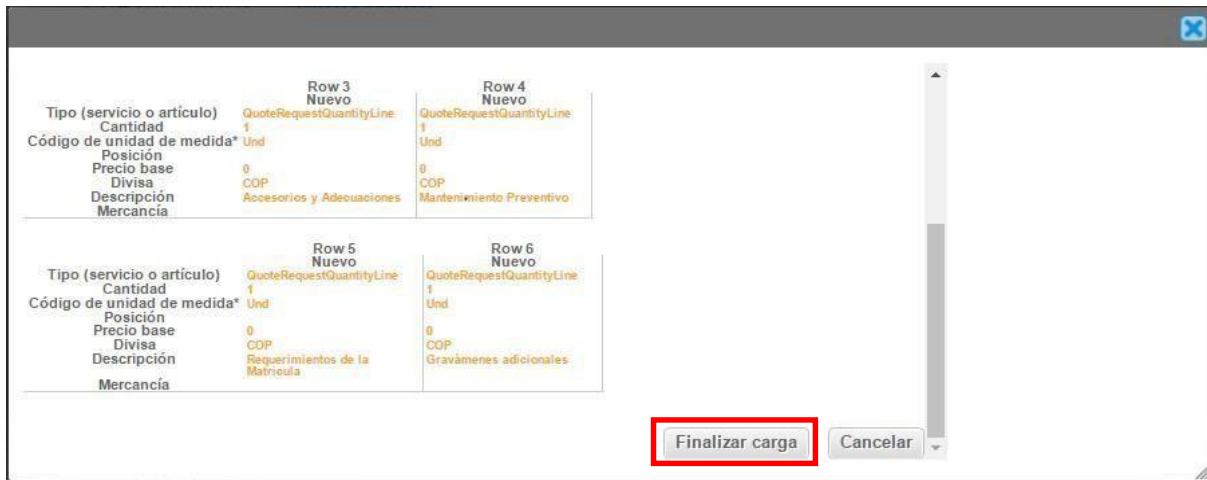 Row 3 Row 4
Nuevo Nuevo
Tipo (servicio o artículo) QuoteRequestQuantityLine QuoteRequestQuantityLine
Cantidad 1 1
Código de unidad de medida* Und Und
Posición
Precio base 0 0
Divisa COP COP
Descripción Accesorios y Adecuaciones Mantenimiento Preventivo
Mercancía
Row 5 Row 6
Nuevo Nuevo
Tipo (servicio o artículo) QuoteRequestQuantityLine QuoteRequestQuantityLine
Cantidad 1 1
Código de unidad de medida* Und Und
Posición
Precio base 0 0
Divisa COP COP
Descripción Requerimientos de la Gravàmenes adicionales
Matricula
Mercancía
Finalizar carga Cancelar